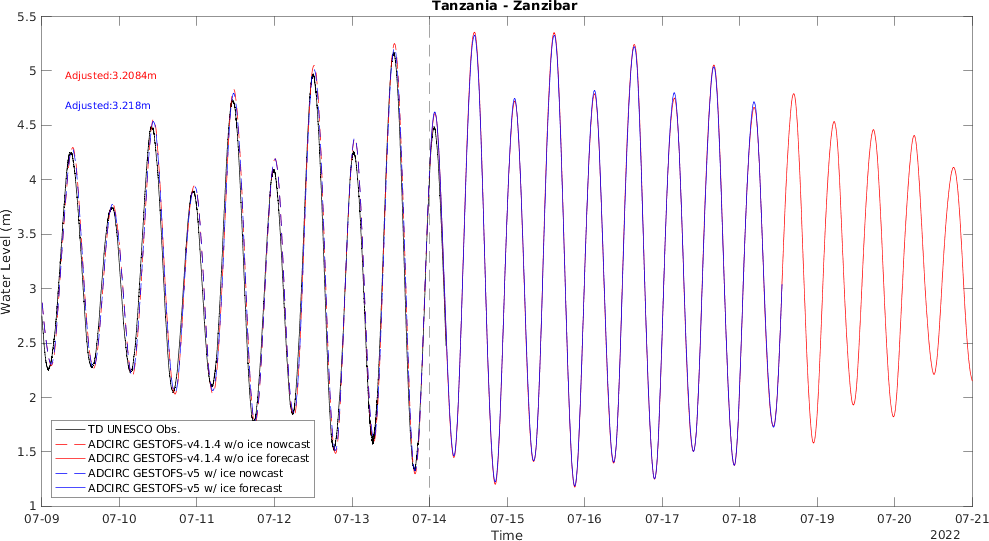 Tanzania - Zanzibar
5.5
5
4.5
4
3.5
3
2.5
2
1.5
1
Water Level (m)
Adjusted:3.2084m
Adjusted:3.218m
TD UNESCO Obs.
ADCIRC GESTOFS-v4.1.4 w/o ice nowcast
ADCIRC GESTOFS-v4.1.4 w/o ice forecast
ADCIRC GESTOFS-v5 w/ ice nowcast
ADCIRC GESTOFS-v5 w/ ice forecast
07-09 07-10 07-11 07-12 07-13 07-14 07-15 07-16 07-17 07-18 07-19 07-20 07-21
Time
2022